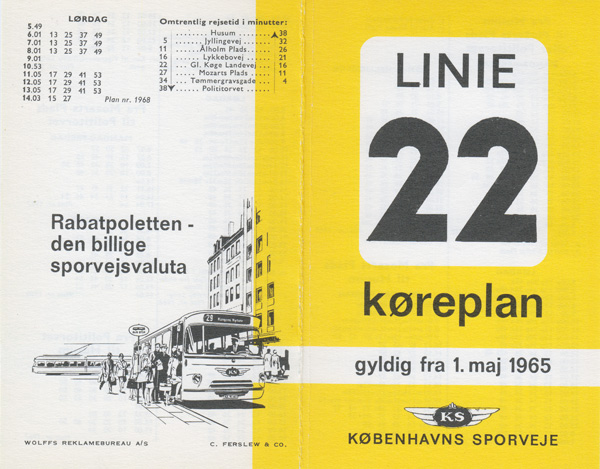 LØRDAG
5.49
6.01 13 25 37 49
7.01 13 25 37 49
8.01 13 25 37 49
9.01
10.53
11.05 17 29 41 53
12.05 17 29 41 53
13.05 17 29 41 53
14.03 15 27
Plan nr. 1968
Omtrentlig rejsetid i minutter:
....... Husum ....... 38
5 ...... Jyllingevej ...... 32
11 .... Ålholm Plads .... 26
16 ..... Lykkebovej ..... 21
22 .. Gl. Køge Landevej .. 16
27 .... Mozarts Plads .... 11
34 .. Tømmergravsgade .. 4
38 ..... Polititorvet .....
Rabatpoletten -
den billige
sporvejsvaluta
29
WOLFFS REKLAMEBUREAU A/S
C. FERSLEW & CO.
LINIE
22
køreplan
gyldig fra 1. maj 1965
KS
KØBENHAVNS SPORVEJE